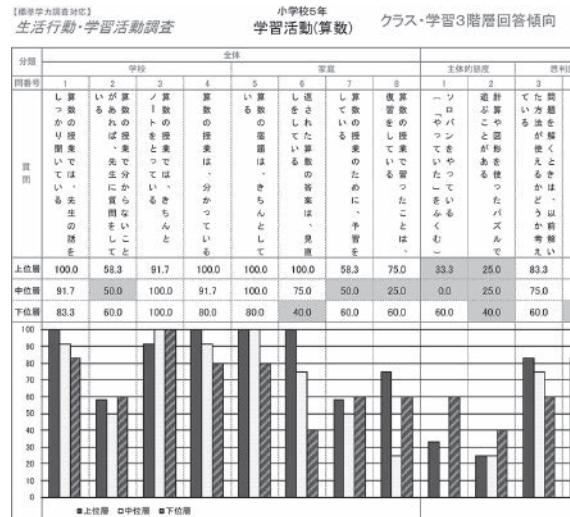 【標準学力調査対応】
生活行動・学習活動調査
小学校5年
学習活動(算数)
クラス・学習3階層回答傾向
分類
全体
学校
家庭
主体的態度
思判
問番号
1 2 3 4 5 6 7 8 1 2 3
質問
算数の授業では、先生の話を
しっかり聞いている
算数の授業で分からないこと
があれば、先生に質問をして
いる
算数の授業では、きちんと
ノートをとっている
算数の授業は、分かっている
算数の宿題は、きちんとして
いる
返された算数の答案は、見直
しをしている
算数の授業のために、予習を
している
算数の授業で習ったことは、
復習をしている
ソロバンをやっている
(「やっていた」をふくむ)
計算や図形を使ったパズルで
遊ぶことがある
問題を解くときは、以前解い
た方法が使えるかどうか考え
ている
上位層 100.0 58.3 91.7 100.0 100.0 100.0 58.3 75.0 33.3 25.0 83.3
中位層 91.7 50.0 100.0 91.7 100.0 75.0 50.0 25.0 0.0 25.0 75.0
下位層 83.3 60.0 100.0 80.0 80.0 40.0 60.0 60.0 60.0 40.0 60.0
100
90
80
70
60
50
40
30
20
10
0
■上位層 □中位層 ■下位層